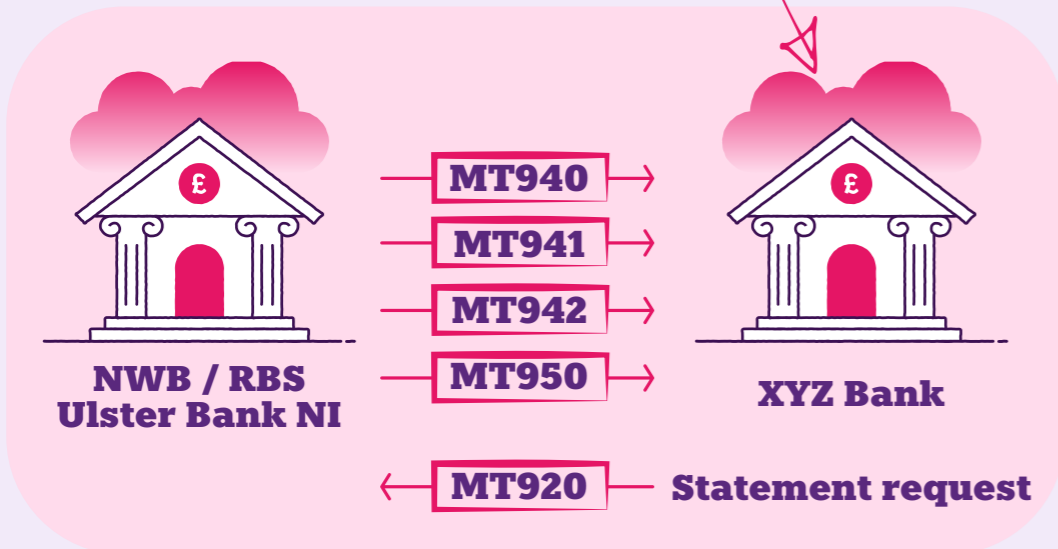 £
£
MT940
MT941
MT942
MT950
NWB / RBS
Ulster Bank NI
XYZ Bank
MT920
Statement request